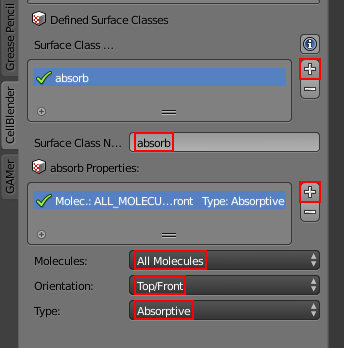 Grease Pencil
CellBlender
GAMer
Defined Surface Classes
Surface Class ...
absorb
Surface Class N... absorb
absorb Properties:
Molec.: ALL_MOLECU...ront Type: Absorptive
Molecules: All Molecules
Orientation: Top/Front
Type: Absorptive